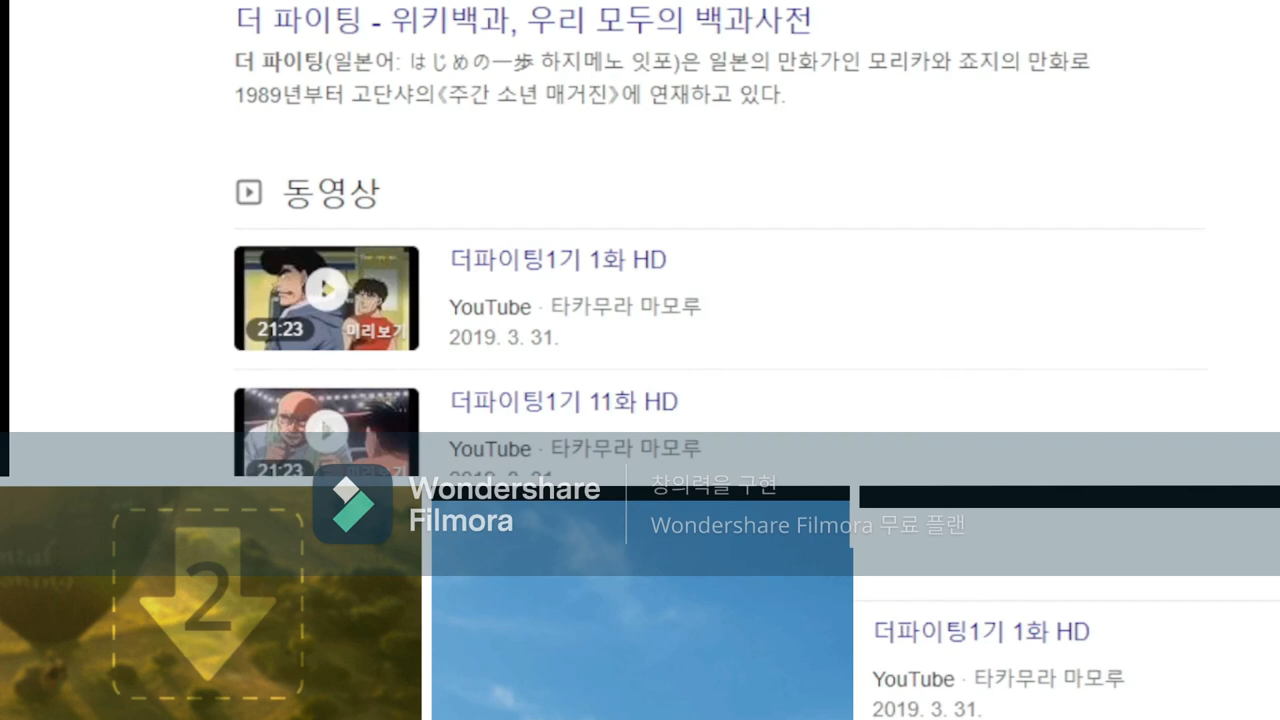 더 파이팅 - 위키백과, 우리 모두의 백과사전
더 파이팅(일본어: はじめの一歩 하지메노 잇포)은 일본의 만화가인 모리카와 죠지의 만화로
1989년부터 고단샤의《주간 소년 매거진》에 연재하고 있다.
동영상
더파이팅1기 1화 HD
YouTube · 타카무라 마모루
2019. 3. 31.
21:23
미리보기
더파이팅1기 11화 HD
YouTube · 타카무라 마모루
21:23
미리보기
Wondershare
Filmora
창의력을 구현
Wondershare Filmora 무료 플랜
2
더파이팅1기 1화 HD
YouTube · 타카무라 마모루
2019. 3. 31.